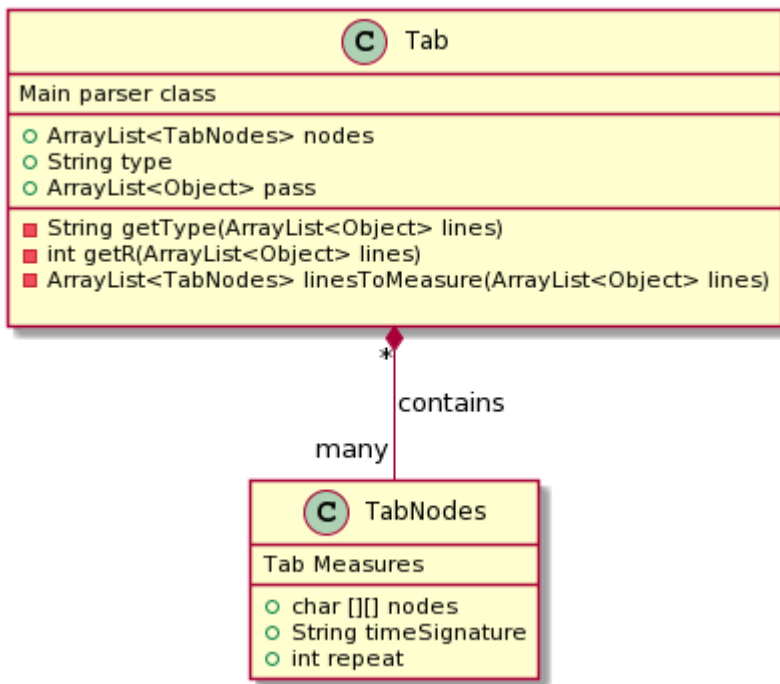 C Tab
Main parser class
ArrayList<TabNodes> nodes
String type
ArrayList<Object> pass
String getType(ArrayList<Object> lines)
int getR(ArrayList<Object> lines)
ArrayList<TabNodes> linesToMeasure(ArrayList<Object> lines)
*
contains
many
C TabNodes
Tab Measures
char [][] nodes
String timeSignature
int repeat